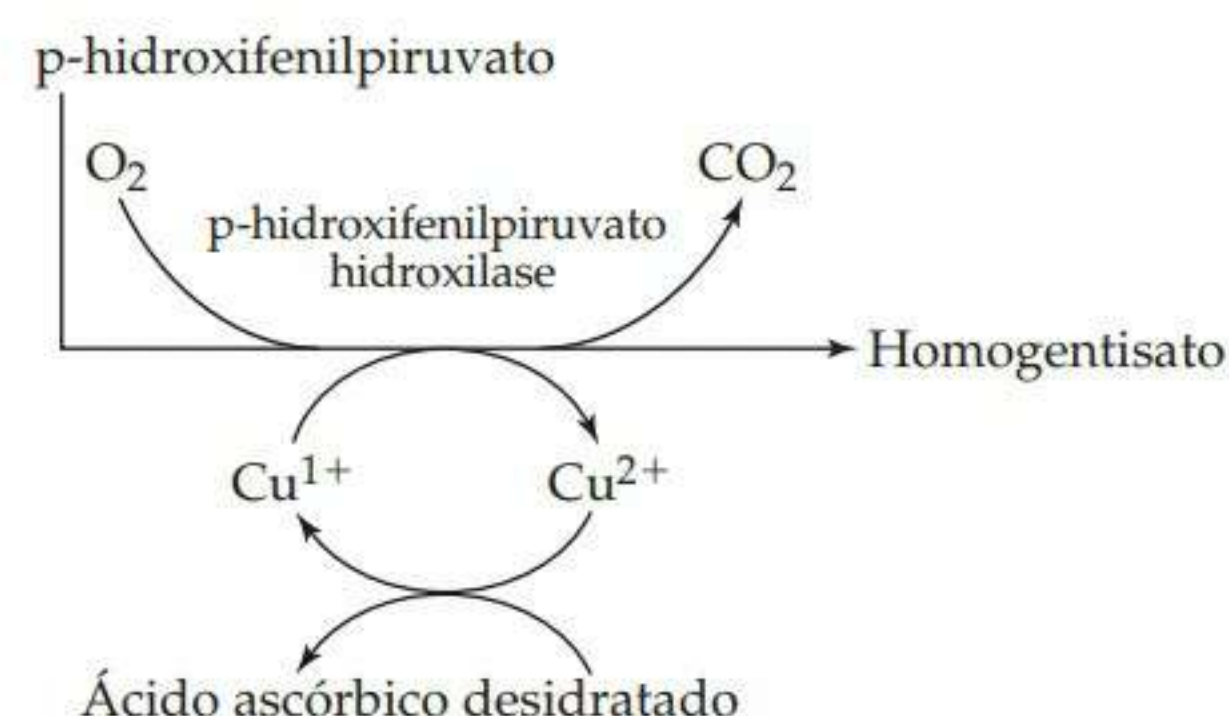 p-hidroxifenilpiruvato
O₂
CO₂
p-hidroxifenilpiruvato
hidroxilase
Homogentisato
Cu¹⁺
Cu²⁺
Ácido ascórbico desidratado